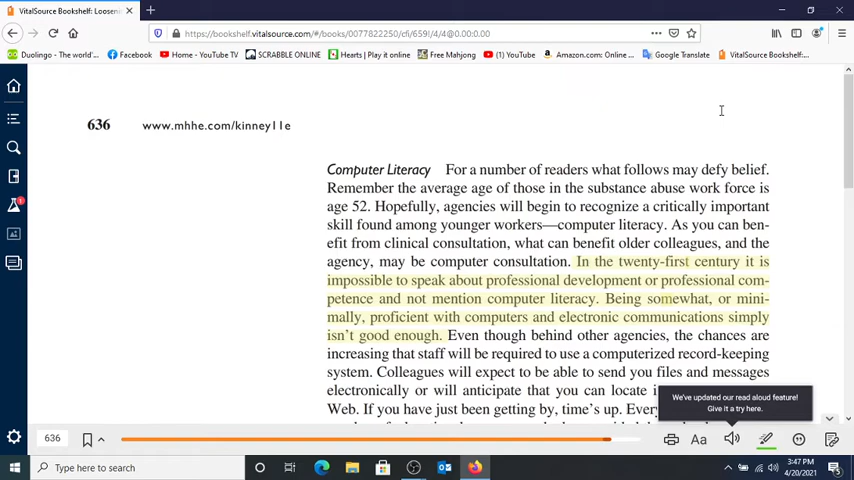 VitalSource Bookshelf: Loosen
https://bookshelf.vitalsource.com/#/books/0077822250/cfi/659!/4/4@0.00:0.00
Duolingo - The world'... Facebook Home - YouTube TV SCRABBLE ONLINE Hearts | Play it online Free Mahjong (1) YouTube Amazon.com: Online ... Google Translate VitalSource Bookshelf:...
636 www.mhhe.com/kinney11e
Computer Literacy For a number of readers what follows may defy belief.
Remember the average age of those in the substance abuse work force is
age 52. Hopefully, agencies will begin to recognize a critically important
skill found among younger workers—computer literacy. As you can ben-
efit from clinical consultation, what can benefit older colleagues, and the
agency, may be computer consultation. In the twenty-first century it is
impossible to speak about professional development or professional com-
petence and not mention computer literacy. Being somewhat, or mini-
mally, proficient with computers and electronic communications simply
isn't good enough. Even though behind other agencies, the chances are
increasing that staff will be required to use a computerized record-keeping
system. Colleagues will expect to be able to send you files and messages
electronically or will anticipate that you can locate
Web. If you have just been getting by, time's up.
We've updated our read aloud feature!
Give it a try here.
1
636
Aa
Type here to search
3:47 PM
4/20/2021
5